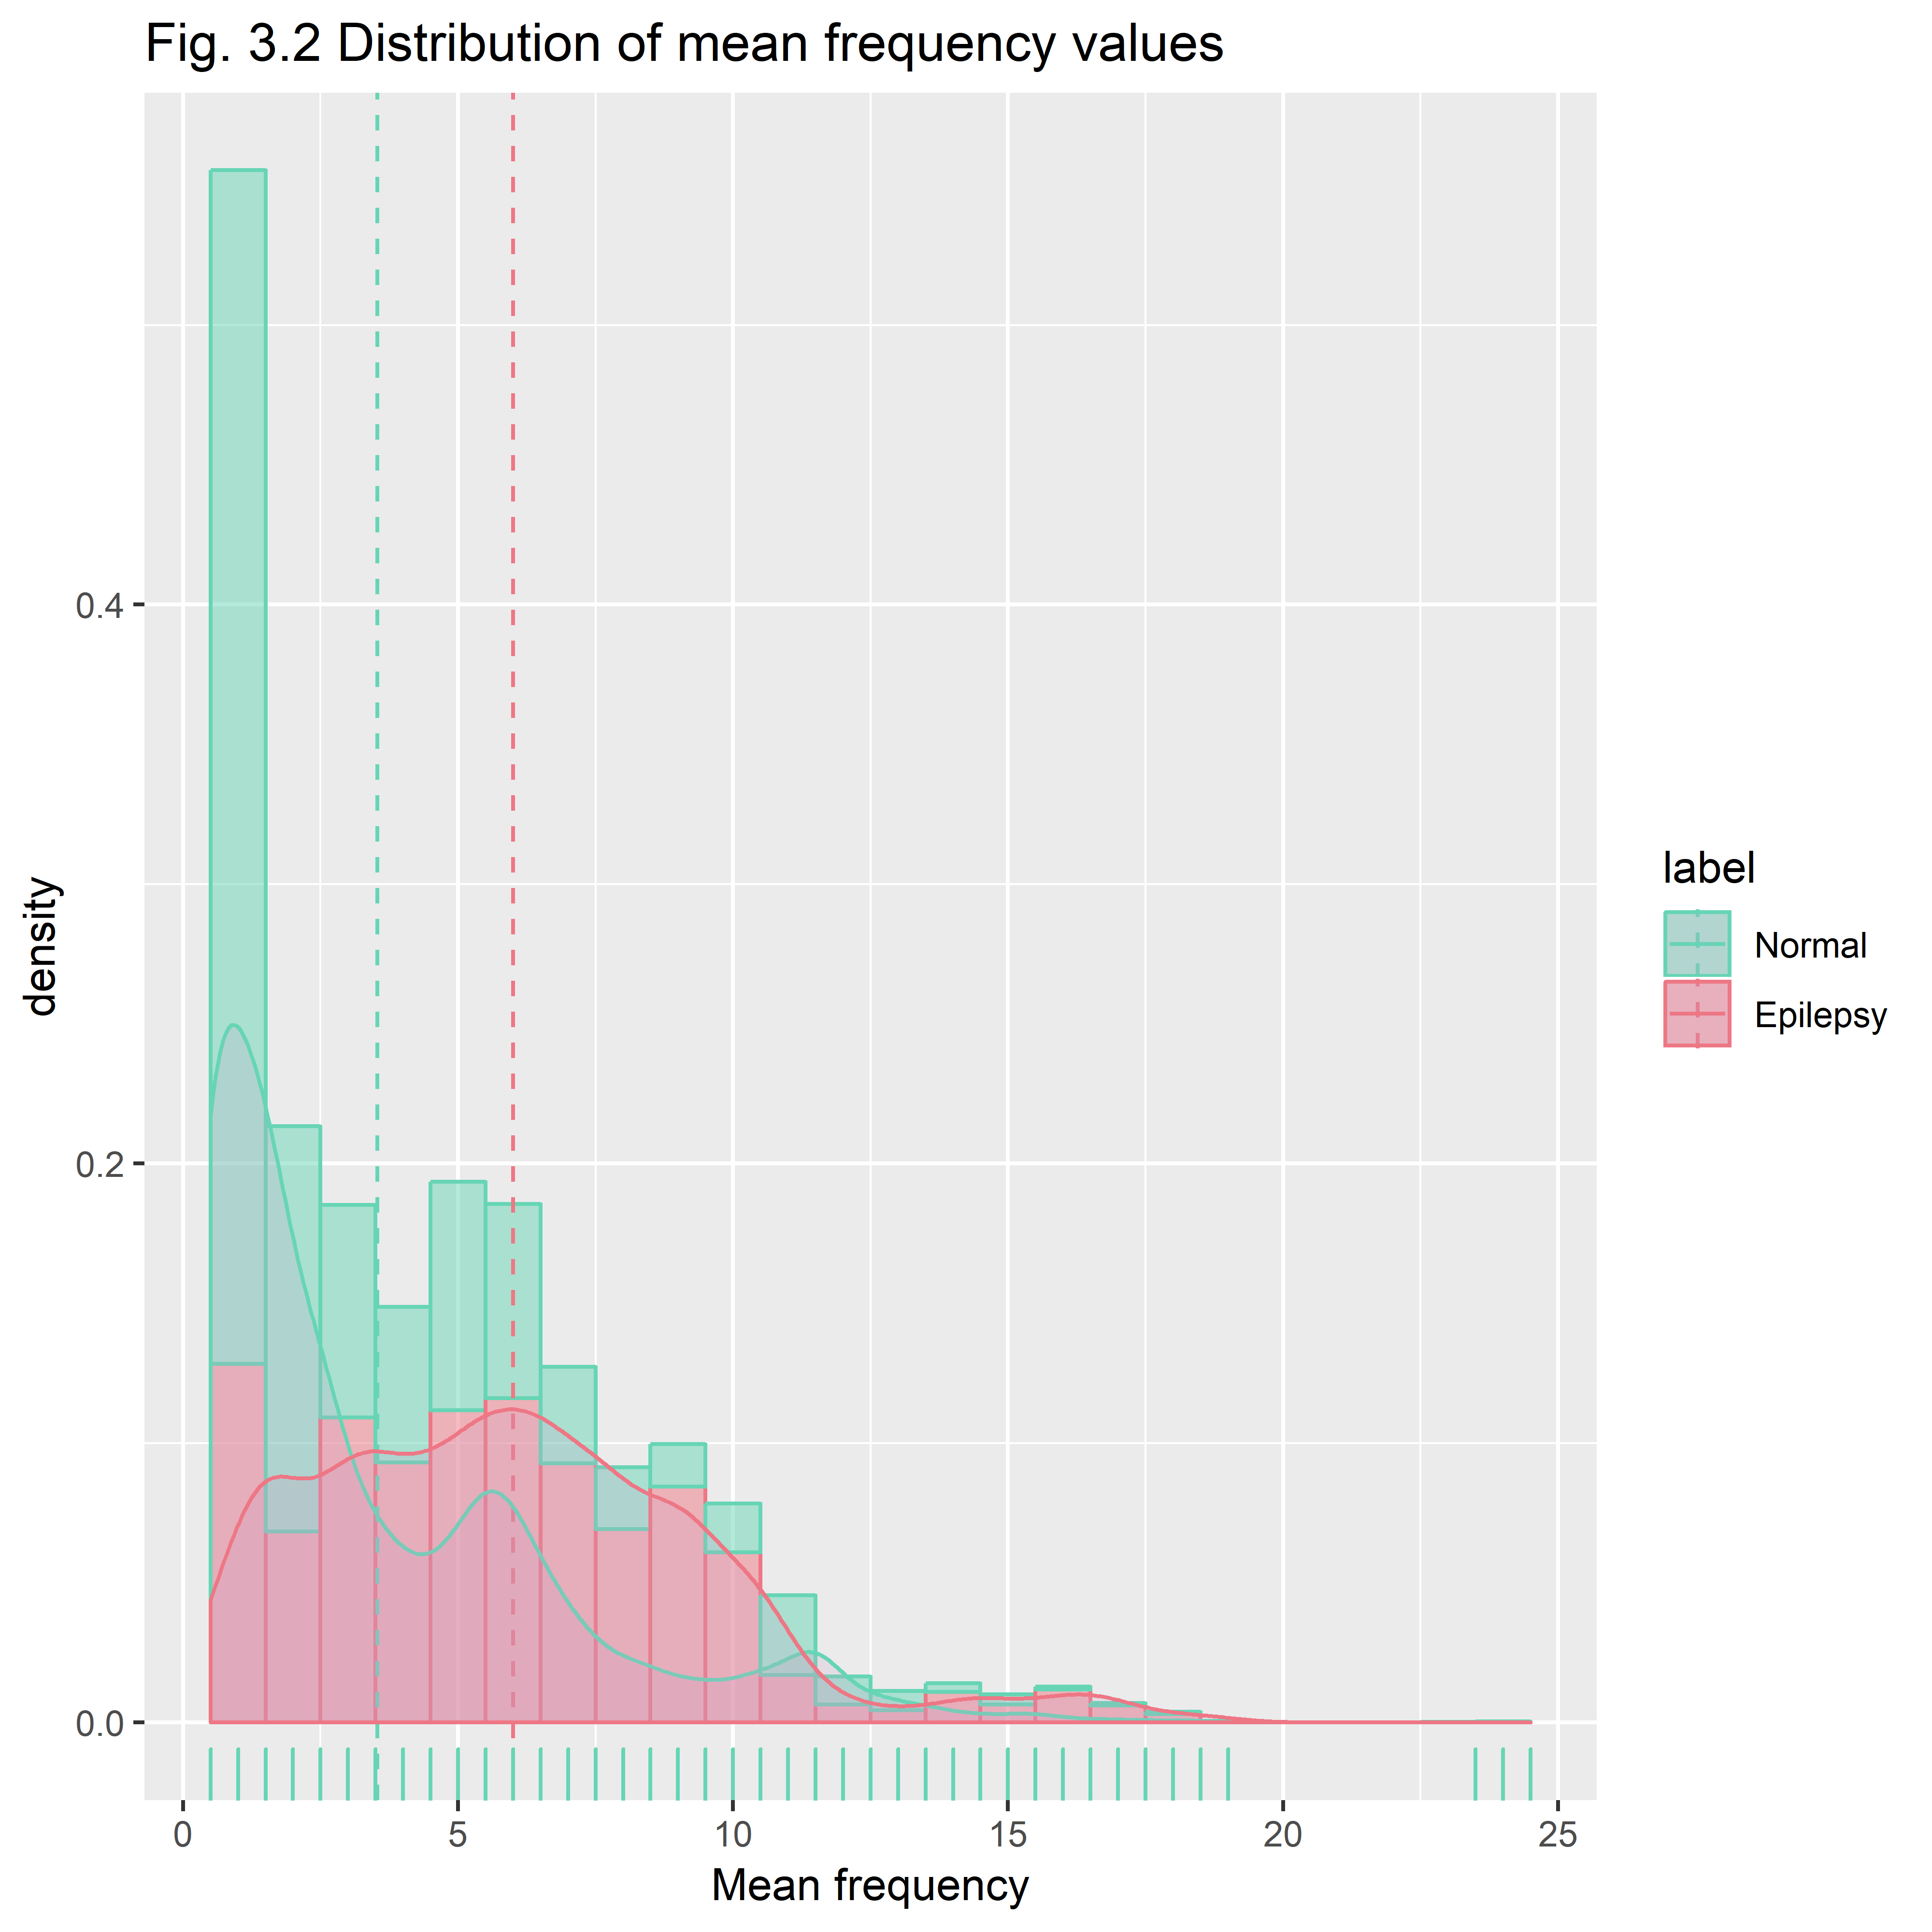 Fig. 3.2 Distribution of mean frequency values
density
0.4
0.2
0.0
0 5 10 15 20 25
Mean frequency
label
Normal
Epilepsy